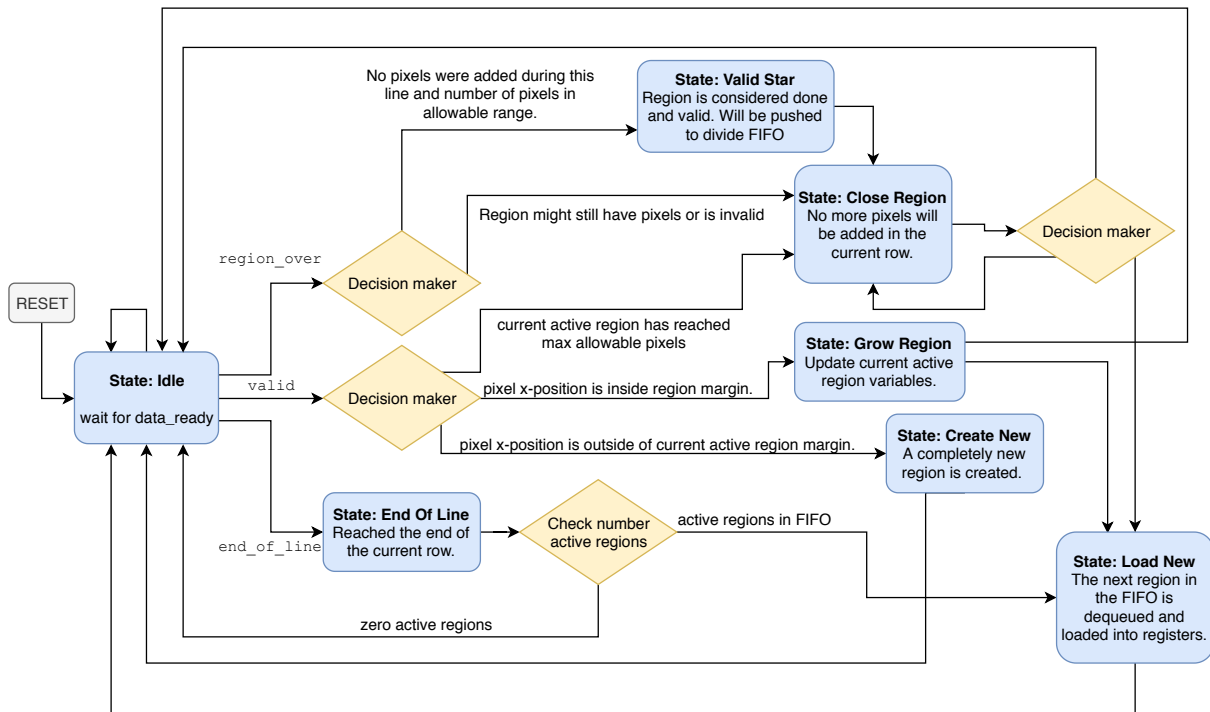 No pixels were added during this
line and number of pixels in
allowable range.
State: Valid Star
Region is considered done
and valid. Will be pushed
to divide FIFO
Region might still have pixels or is invalid
State: Close Region
No more pixels will
be added in the
current row.
Decision maker
region_over
Decision maker
RESET
current active region has reached
max allowable pixels
State: Idle
wait for data_ready
valid
Decision maker
pixel x-position is inside region margin.
State: Grow Region
Update current active
region variables.
pixel x-position is outside of current active region margin.
State: Create New
A completely new
region is created.
end_of_line
State: End Of Line
Reached the end of
the current row.
Check number
active regions
active regions in FIFO
zero active regions
State: Load New
The next region in
the FIFO is
dequeued and
loaded into registers.